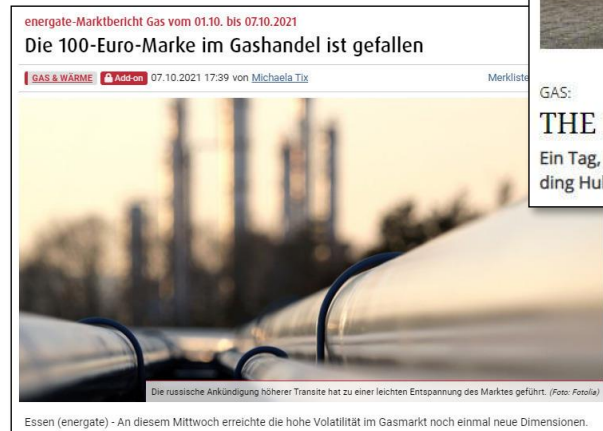 energate-Marktbericht Gas vom 01.10. bis 07.10.2021
Die 100-Euro-Marke im Gashandel ist gefallen
GAS & WÄRME Add-on 07.10.2021 17:39 von Michaela Tix Merkliste
Die russische Ankündigung höherer Transite hat zu einer leichten Entspannung des Marktes geführt. (Foto: Fotolia)
Essen (energate) - An diesem Mittwoch erreichte die hohe Volatilität im Gasmarkt noch einmal neue Dimensionen.
GAS:
THE
Ein Tag,
ding Hul